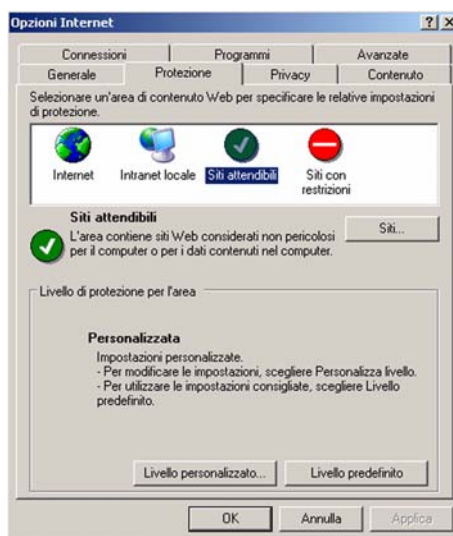 Opzioni Internet
Connessioni Programmi Avanzate
Generale Protezione Privacy Contenuto
Selezionare un'area di contenuto Web per specificare le relative impostazioni
di protezione.
Internet Intranet locale Siti attendibili Siti con
restrizioni
Siti attendibili
L'area contiene siti Web considerati non pericolosi
per il computer o per i dati contenuti nel computer.
Siti...
Livello di protezione per l'area
Personalizzata
Impostazioni personalizzate.
- Per modificare le impostazioni, scegliere Personalizza livello.
- Per utilizzare le impostazioni consigliate, scegliere Livello
predefinito.
Livello personalizzato... Livello predefinito
OK Annulla Applica